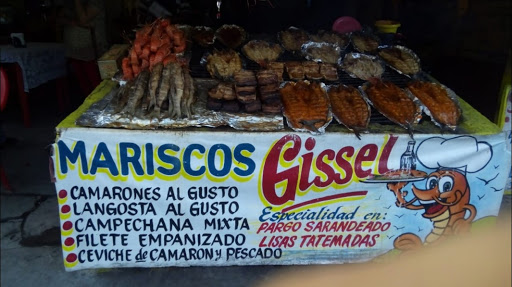 MARISCOS Gissel
CAMARONES AL GUSTO
LANGOSTA AL GUSTO
CAMPECHANA MIXTA
FILETE EMPANIZADO
CEVICHE de CAMARON y PESCADO
Especialidad en:
PARGO SARANDEADO
LISAS TATEMADAS